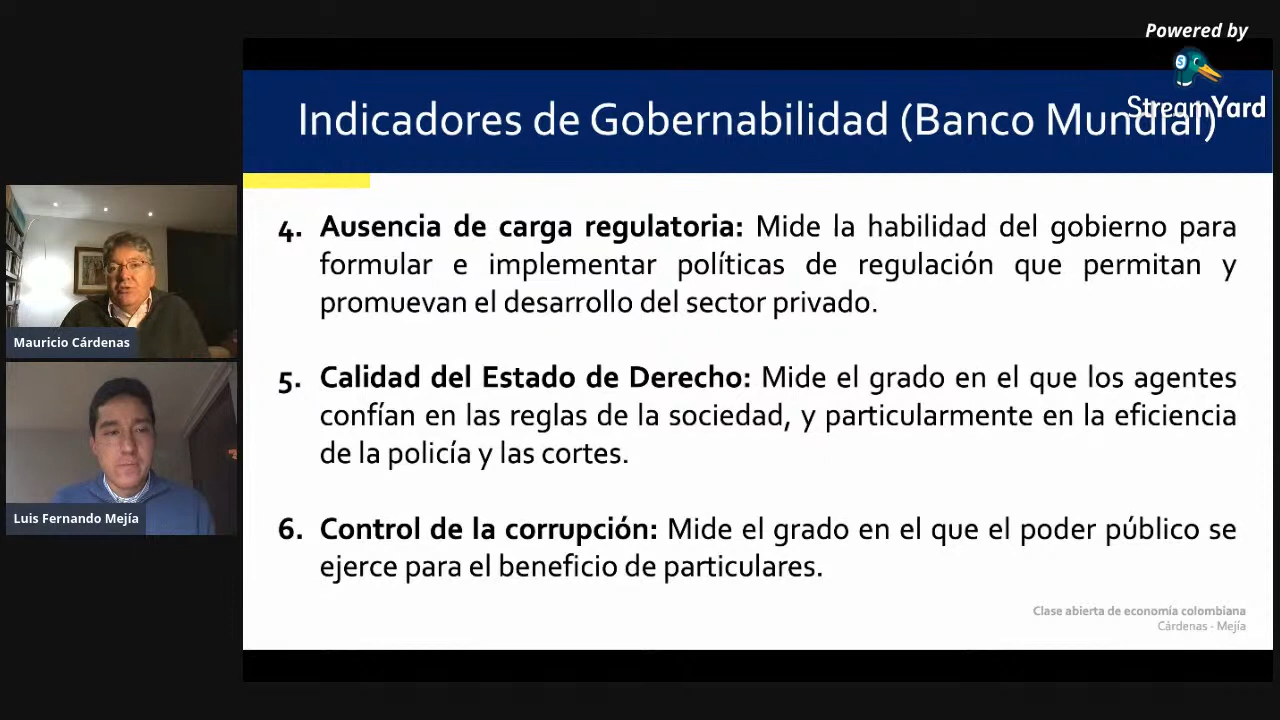 Powered by
StreamYard
Indicadores de Gobernabilidad (Banco Mundial)
4. Ausencia de carga regulatoria: Mide la habilidad del gobierno para
formular e implementar políticas de regulación que permitan y
promuevan el desarrollo del sector privado.
5. Calidad del Estado de Derecho: Mide el grado en el que los agentes
confían en las reglas de la sociedad, y particularmente en la eficiencia
de la policía y las cortes.
6. Control de la corrupción: Mide el grado en el que el poder público se
ejerce para el beneficio de particulares.
Clase abierta de economía colombiana
Cárdenas - Mejía
Mauricio Cárdenas
Luis Fernando Mejía